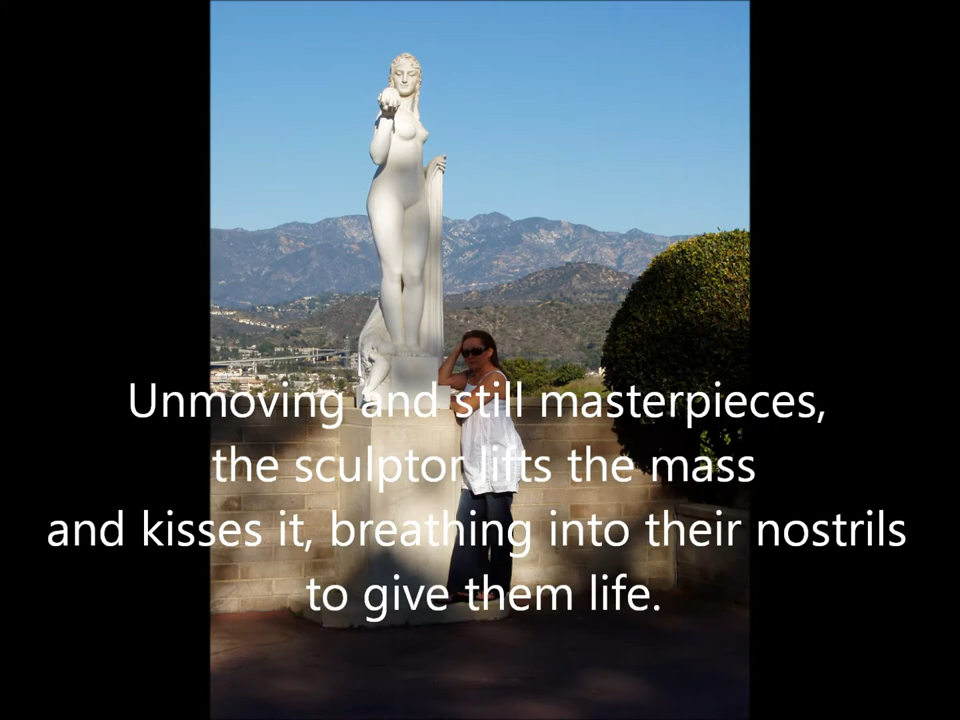 Unmoving and still masterpieces,
the sculptor lifts the mass
and kisses it, breathing into their nostrils
to give them life.